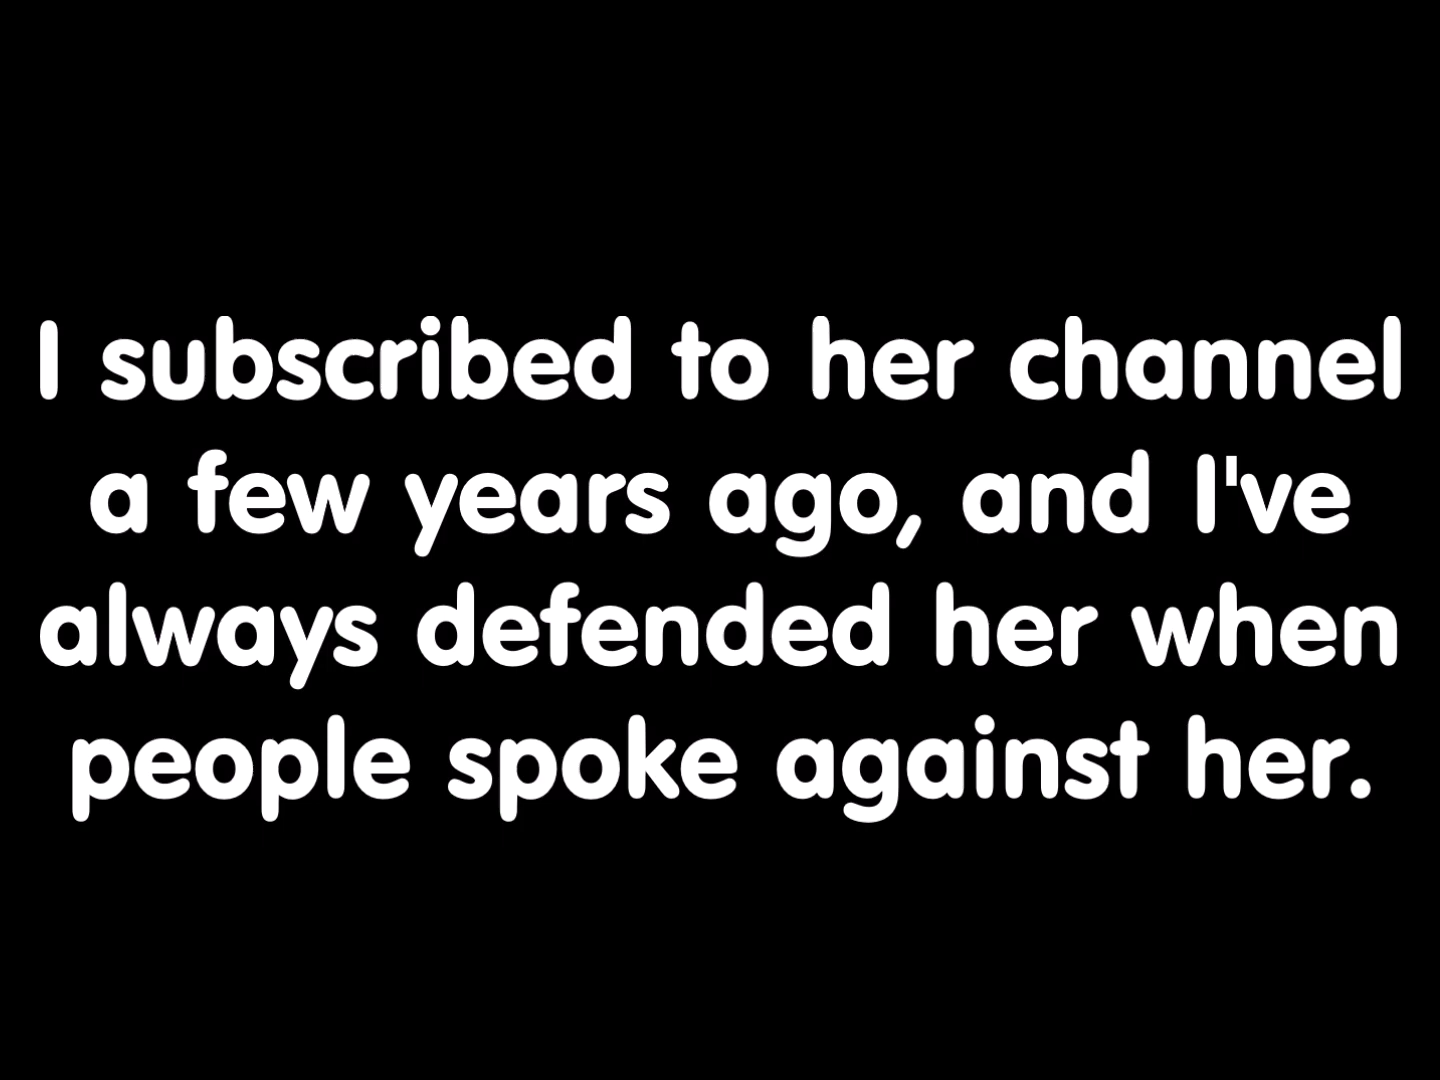 I subscribed to her channel
a few years ago, and I've
always defended her when
people spoke against her.